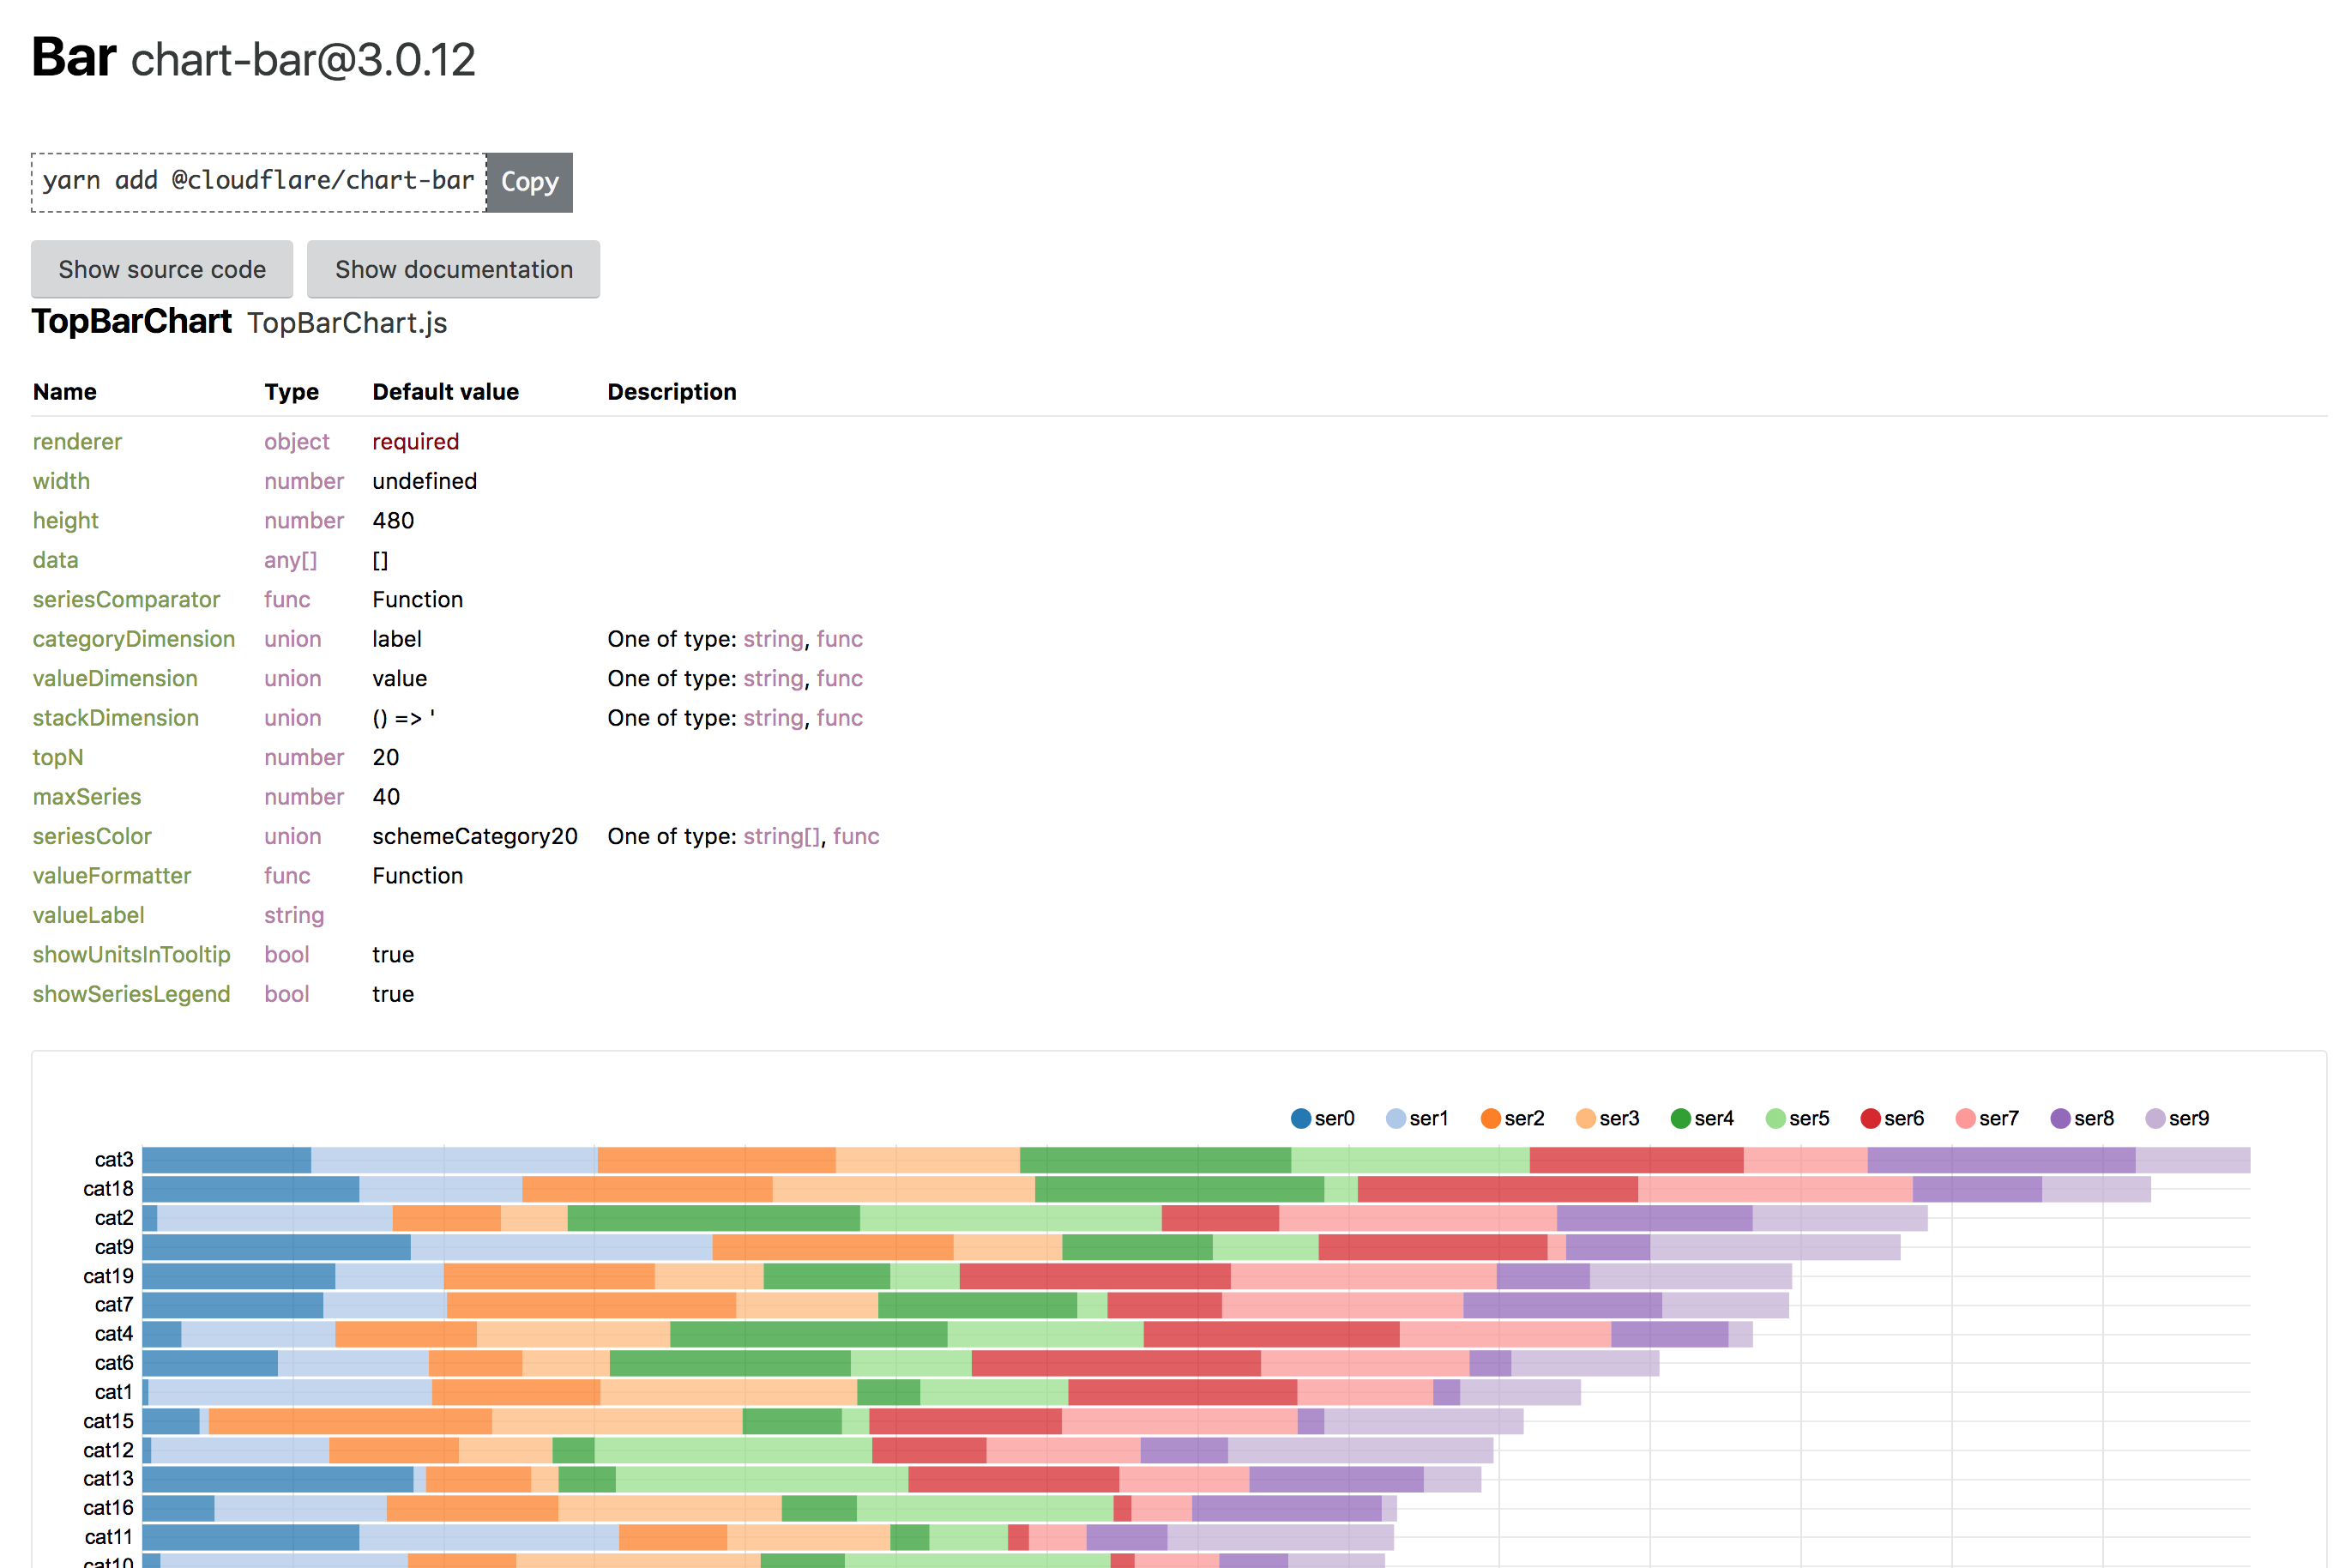 Bar chart-bar@3.0.12
yarn add @cloudflare/chart-bar Copy
Show source code Show documentation
TopBarChart TopBarChart.js
Name Type Default value Description
renderer object required
width number undefined
height number 480
data any[] []
seriesComparator func Function
categoryDimension union label One of type: string, func
valueDimension union value One of type: string, func
stackDimension union () => ' One of type: string, func
topN number 20
maxSeries number 40
seriesColor union schemeCategory20 One of type: string[], func
valueFormatter func Function
valueLabel string
showUnitsInTooltip bool true
showSeriesLegend bool true
ser0 ser1 ser2 ser3 ser4 ser5 ser6 ser7 ser8 ser9
cat3
cat18
cat2
cat9
cat19
cat7
cat4
cat6
cat1
cat15
cat12
cat13
cat16
cat11
cat10